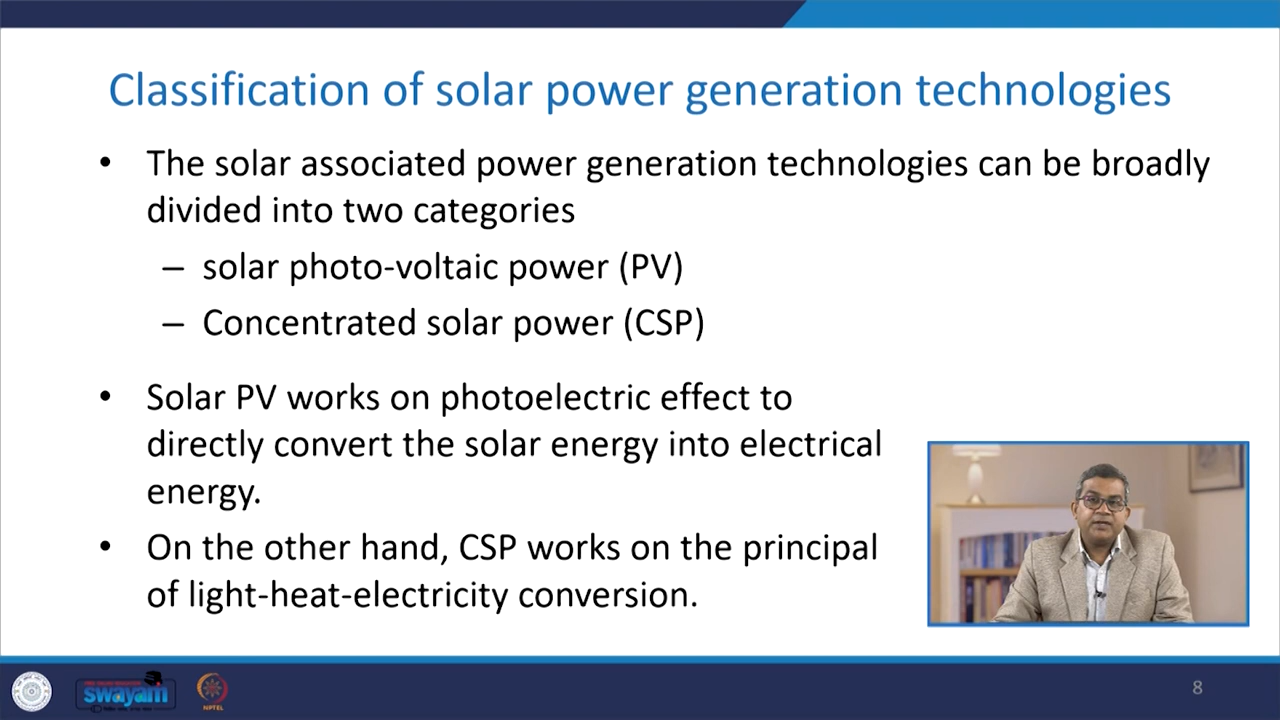 Classification of solar power generation technologies
• The solar associated power generation technologies can be broadly
divided into two categories
– solar photo-voltaic power (PV)
– Concentrated solar power (CSP)
• Solar PV works on photoelectric effect to
directly convert the solar energy into electrical
energy.
• On the other hand, CSP works on the principal
of light-heat-electricity conversion.
swayam
NPTEL
8